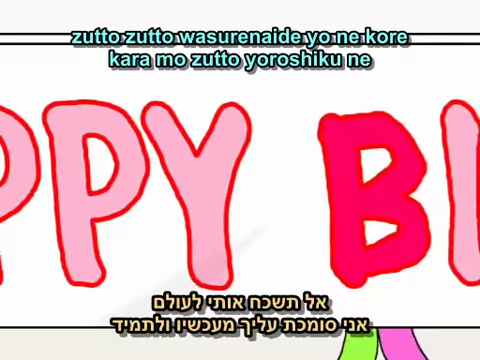 zutto zutto wasurenaide yo ne kore
kara mo zutto yoroshiku ne
PPY BI
אל תשכח אותי לעולם
אני סומכת עליך מעכשיו ולתמיד